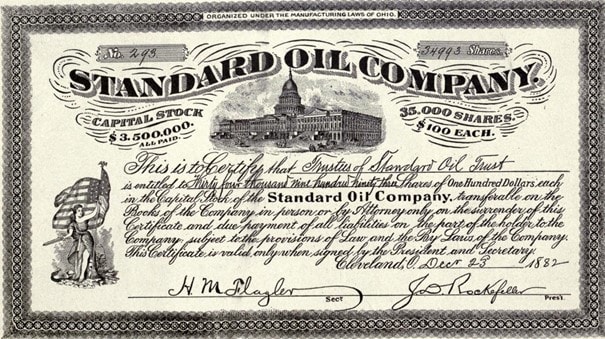 ORGANIZED UNDER THE MANUFACTURING LAWS OF OHIO.
No. 293
34993 Shares
STANDARD OIL COMPANY.
CAPITAL STOCK
$3.500.000.
ALL PAID.
35.000 SHARES.
$100 EACH.
This is to Certify that Trustees of Standard Oil Trust
is entitled to Thirty four thousand nine hundred ninety three Shares of One Hundred Dollars each
in the Capital Stock of the Standard Oil Company, transferable on the
Books of the Company in person or by Attorney only on the surrender of this
Certificate and due payment of all liabilities on the part of the holder to the
Company, subject to the provisions of Law and the By Laws of the Company.
This Certificate is valid only when signed by the President and Secretary.
Cleveland, O. Decr 23 1882
H. M. Flagler Secy
J. D. Rockefeller Prest.